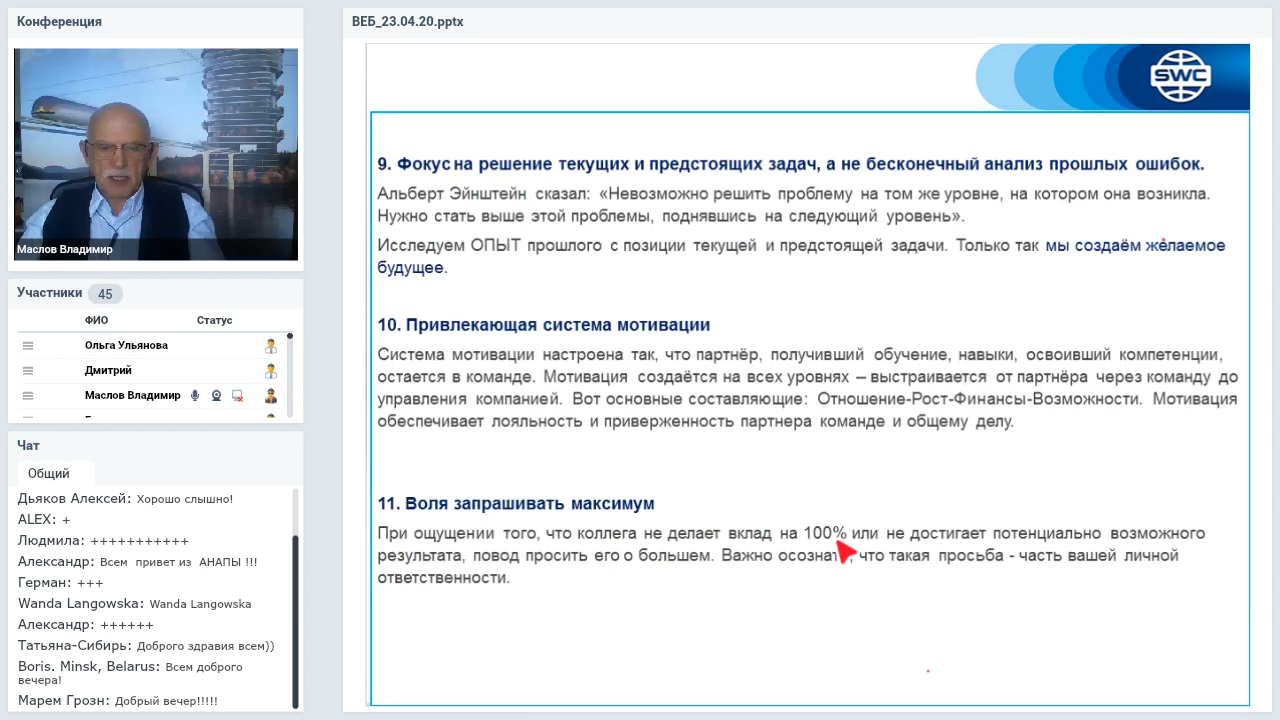 Конференция
Маслов Владимир
Участники 45
ФИО Статус
Ольга Ульянова
Дмитрий
Маслов Владимир
Чат
Общий
Дьяков Алексей: Хорошо слышно!
ALEX: +
Людмила: +++++++++++
Александр: Всем привет из АНАПЫ !!!
Герман: +++
Wanda Langowska: Wanda Langowska
Александр: ++++++
Татьяна-Сибирь: Доброго здравия всем))
Boris. Minsk, Belarus: Всем доброго
вечера!
Марем Грозн: Добрый вечер!!!!!
ВЕБ_23.04.20.pptx
SWC
9. Фокус на решение текущих и предстоящих задач, а не бесконечный анализ прошлых ошибок.
Альберт Эйнштейн сказал: «Невозможно решить проблему на том же уровне, на котором она возникла.
Нужно стать выше этой проблемы, поднявшись на следующий уровень».
Исследуем ОПЫТ прошлого с позиции текущей и предстоящей задачи. Только так мы создаём желаемое
будущее.
10. Привлекающая система мотивации
Система мотивации настроена так, что партнёр, получивший обучение, навыки, освоивший компетенции,
остается в команде. Мотивация создаётся на всех уровнях – выстраивается от партнёра через команду до
управления компанией. Вот основные составляющие: Отношение-Рост-Финансы-Возможности. Мотивация
обеспечивает лояльность и приверженность партнера команде и общему делу.
11. Воля запрашивать максимум
При ощущении того, что коллега не делает вклад на 100% или не достигает потенциально возможного
результата, повод просить его о большем. Важно что такая просьба - часть вашей личной
ответственности.